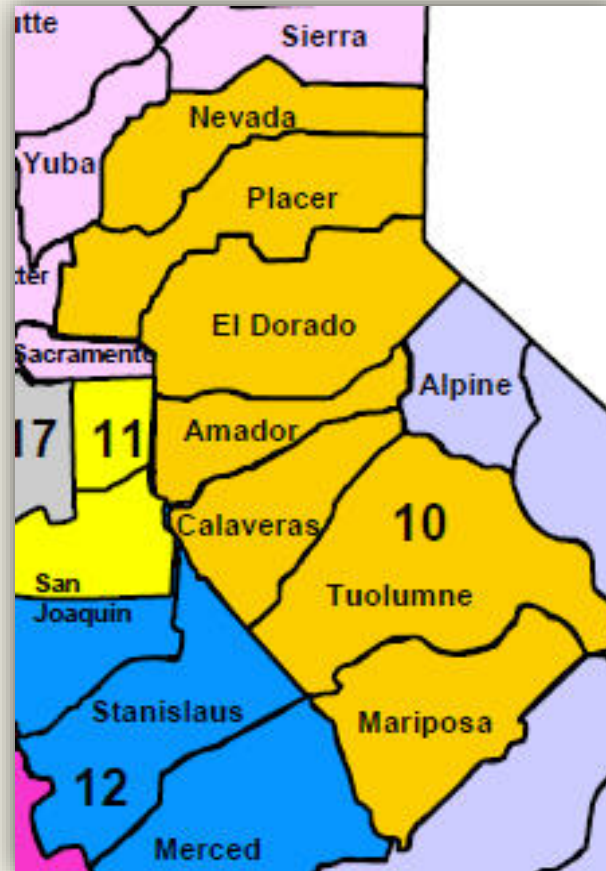 utte
Sierra
Nevada
Yuba
Placer
tter
El Dorado
Sacramento
Alpine
17
11
Amador
Calaveras
10
San
Joaquin
Tuolumne
Stanislaus
Mariposa
12
Merced